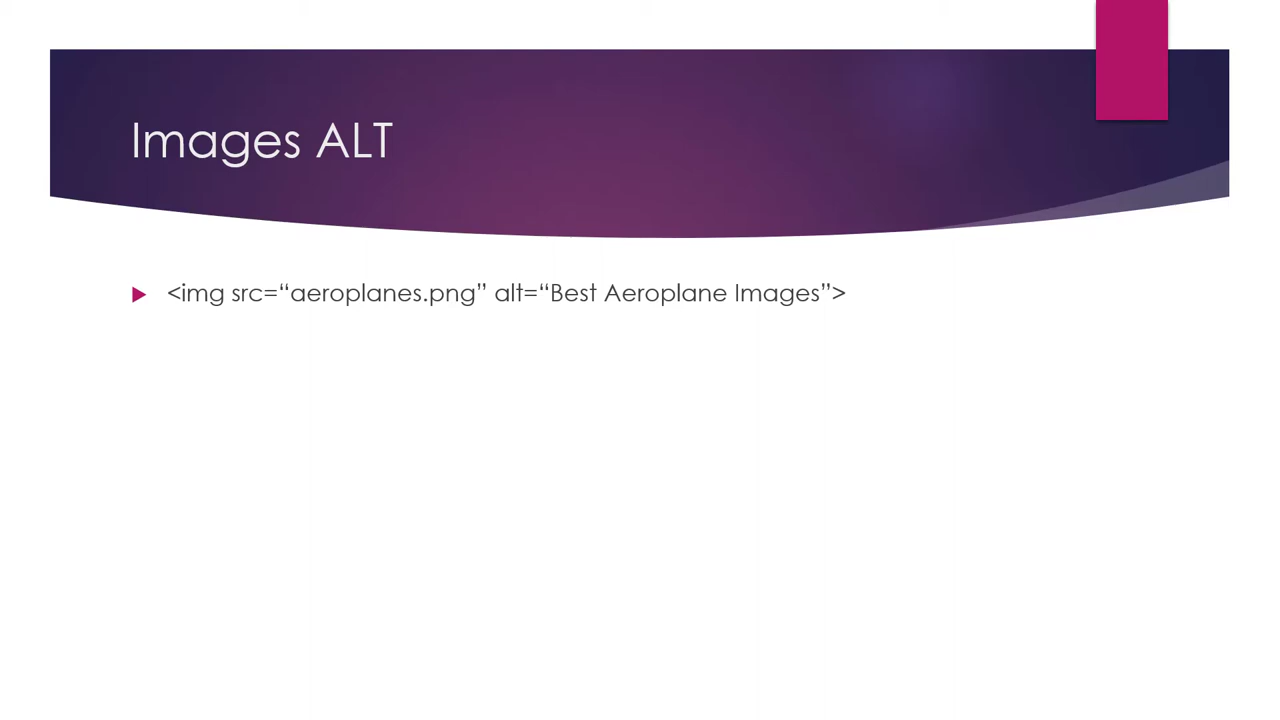 Images ALT
<img src=“aeroplanes.png” alt=“Best Aeroplane Images”>